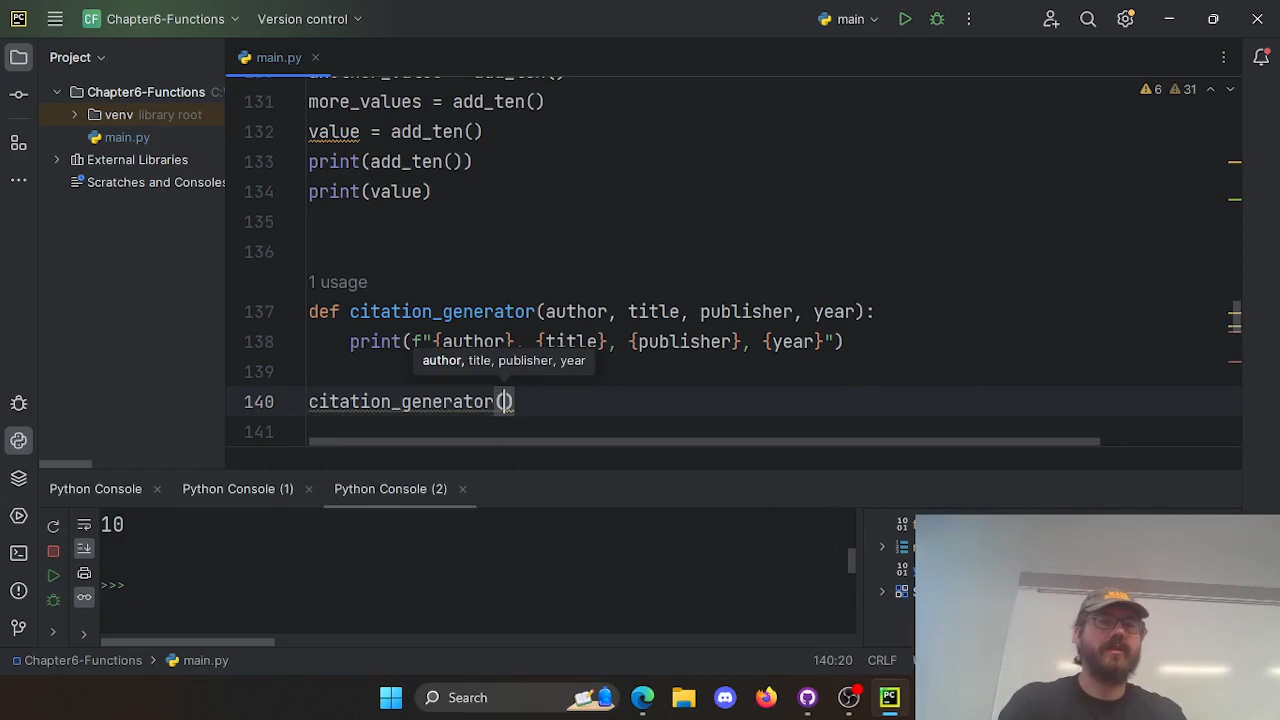 PC
CF Chapter6-Functions
Version control
main
Project
main.py
Chapter6-Functions C:\
venv library root
main.py
External Libraries
Scratches and Consoles
6 31
131 more_values = add_ten()
132 value = add_ten()
133 print(add_ten())
134 print(value)
135
136
1 usage
137 def citation_generator(author, title, publisher, year):
138 print(f"{author}, {title}, {publisher}, {year}")
author, title, publisher, year
139
140 citation_generator()
141
Python Console
Python Console (1)
Python Console (2)
10
>>>
Chapter6-Functions
main.py
140:20 CRLF
Search
PC